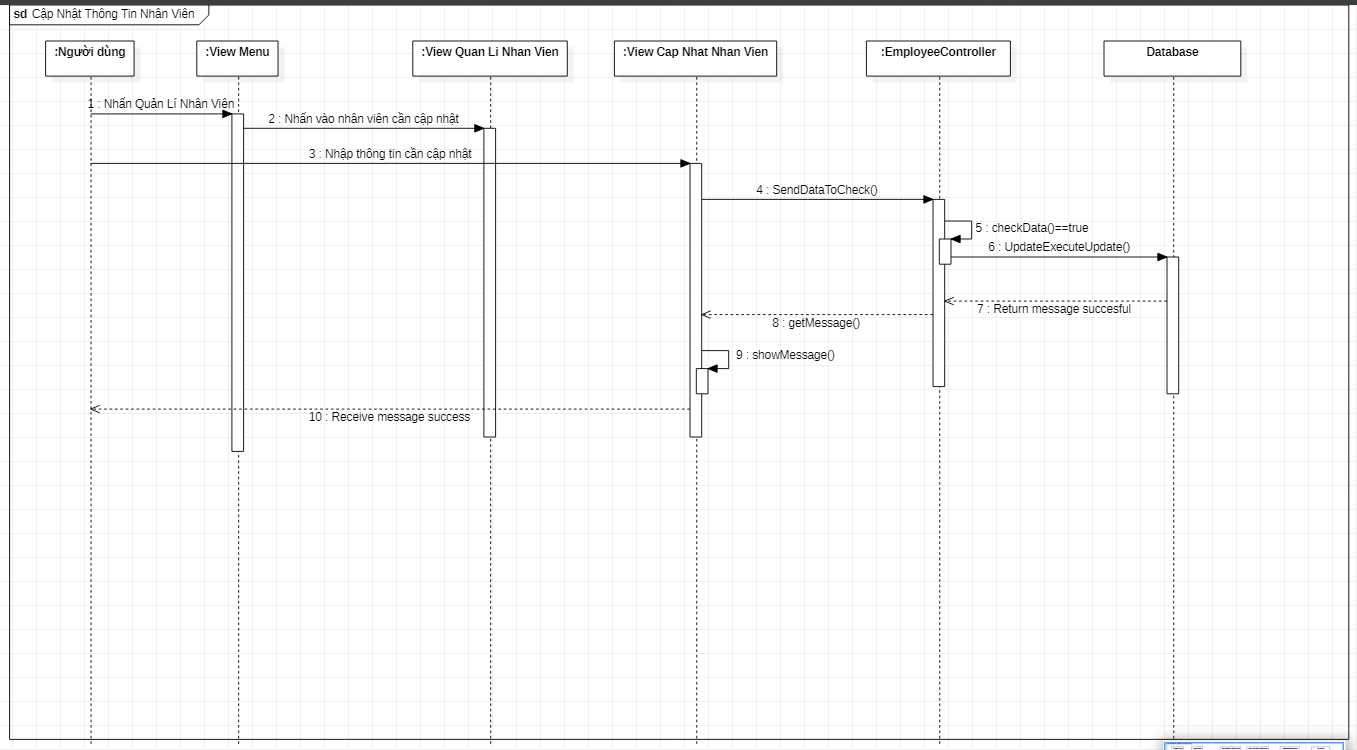 sd Cập Nhật Thông Tin Nhân Viên
:Người dùng
:View Menu
:View Quan Li Nhan Vien
:View Cap Nhat Nhan Vien
:EmployeeController
Database
1 : Nhấn Quản Lí Nhân Viên
2 : Nhấn vào nhân viên cần cập nhật
3 : Nhập thông tin cần cập nhật
4 : SendDataToCheck()
5 : checkData()==true
6 : UpdateExecuteUpdate()
7 : Return message succesful
8 : getMessage()
9 : showMessage()
10 : Receive message success